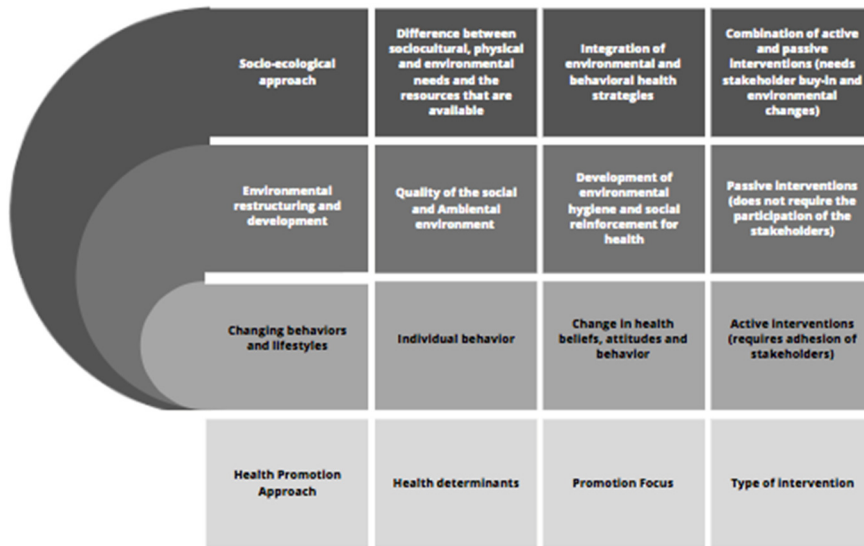 Socio-ecological
approach
Difference between
sociocultural, physical
and environmental
needs and the
resources that are
available
Integration of
environmental and
behavioral health
strategies
Combination of active
and passive
interventions (needs
stakeholder buy-in and
environmental
changes)
Environmental
restructuring and
development
Quality of the social
and Ambiental
environment
Development of
environmental
hygiene and social
reinforcement for
health
Passive interventions
(does not require the
participation of the
stakeholders)
Changing behaviors
and lifestyles
Individual behavior
Change in health
beliefs, attitudes and
behavior
Active interventions
(requires adhesion of
stakeholders)
Health Promotion
Approach
Health determinants
Promotion Focus
Type of intervention